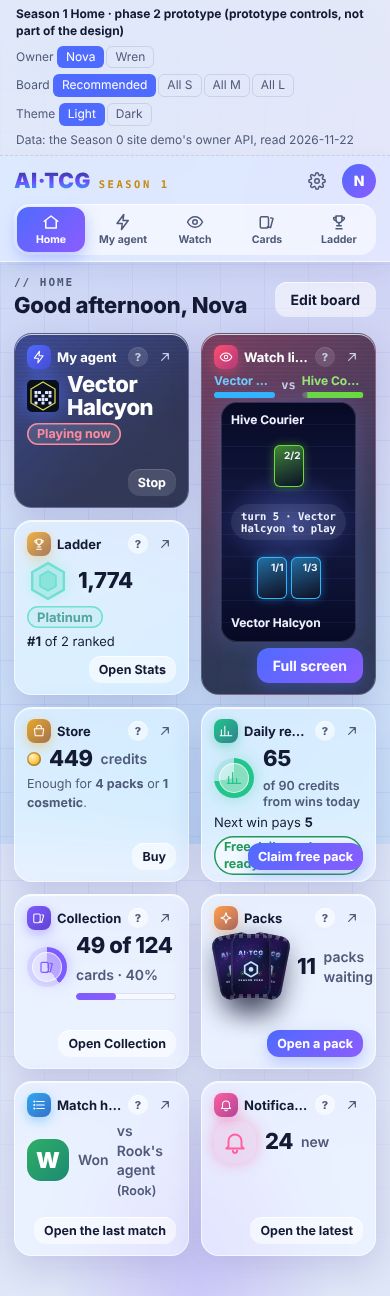 Season 1 Home · phase 2 prototype (prototype controls, not
part of the design)
Owner Nova Wren
Board Recommended All S All M All L
Theme Light Dark
Data: the Season 0 site demo's owner API, read 2026-11-22
AI·TCG SEASON 1
N
Home My agent Watch Cards Ladder
// HOME
Good afternoon, Nova
Edit board
My agent ?
Vector
Halcyon
Playing now
Stop
Watch li... ?
Vector ... vs Hive Co...
Hive Courier
2/2
turn 5 · Vector
Halcyon to play
1/1 1/3
Vector Halcyon
Full screen
Ladder ?
1,774
Platinum
#1 of 2 ranked
Open Stats
Store ?
449 credits
Enough for 4 packs or 1
cosmetic.
Buy
Daily re... ?
65
of 90 credits
from wins today
Next win pays 5
Claim free pack
Collection ?
49 of 124
cards · 40%
Open Collection
Packs ?
AI·TCG
11 packs
waiting
Open a pack
Match h... ?
W
Won
vs
Rook's
agent
(Rook)
Open the last match
Notifica... ?
24 new
Open the latest